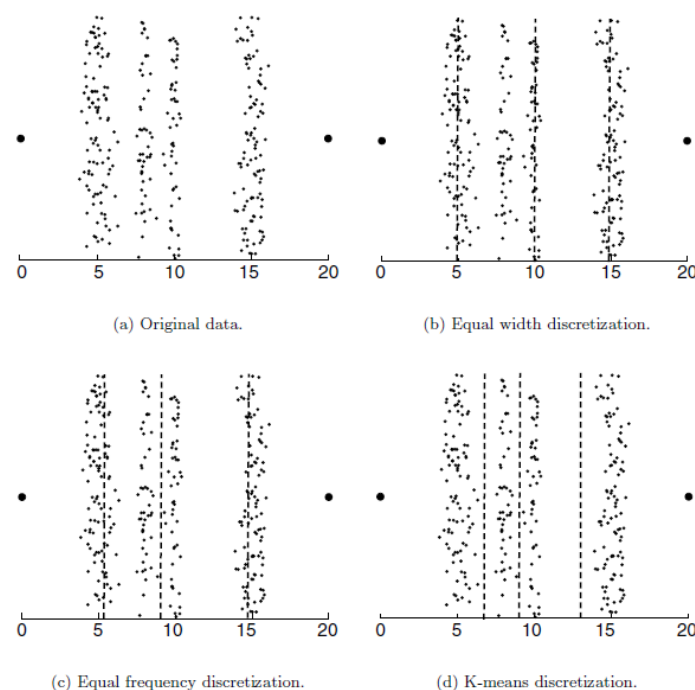 0 5 10 15 20
0 5 10 15 20
(a) Original data.
(b) Equal width discretization.
0 5 10 15 20
0 5 10 15 20
(c) Equal frequency discretization.
(d) K-means discretization.